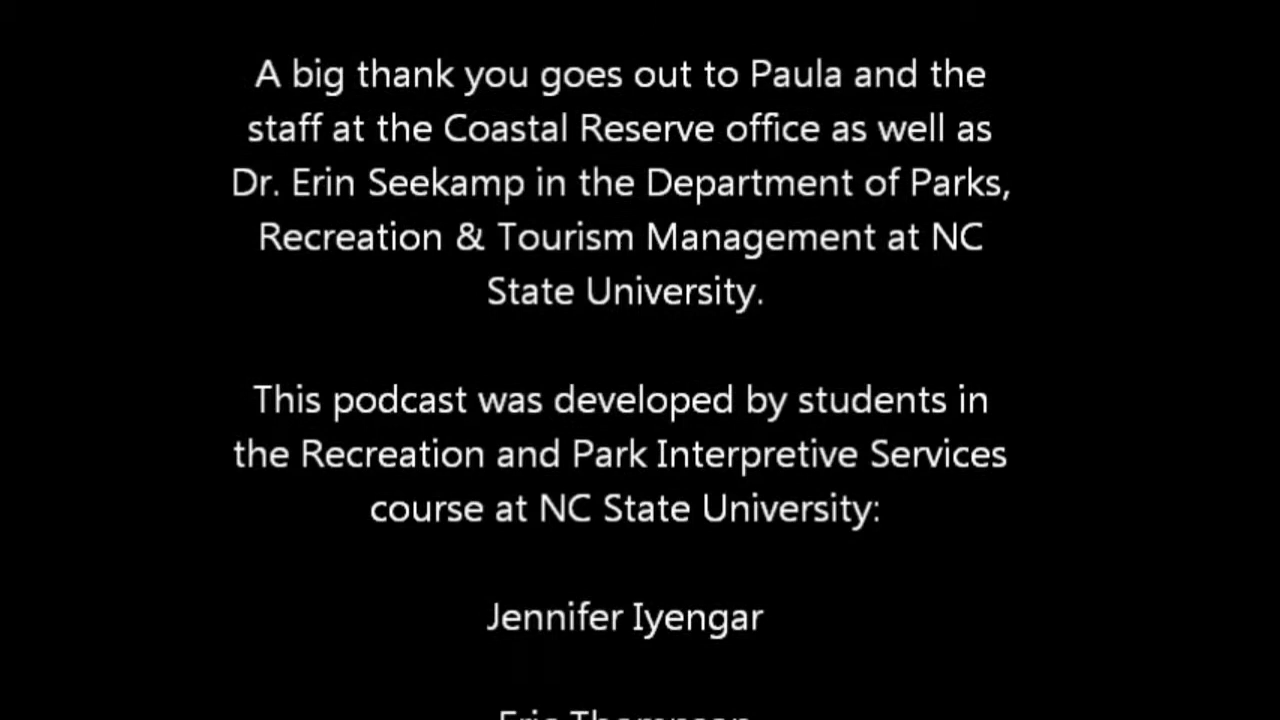 A big thank you goes out to Paula and the
staff at the Coastal Reserve office as well as
Dr. Erin Seekamp in the Department of Parks,
Recreation & Tourism Management at NC
State University.
This podcast was developed by students in
the Recreation and Park Interpretive Services
course at NC State University:
Jennifer Iyengar